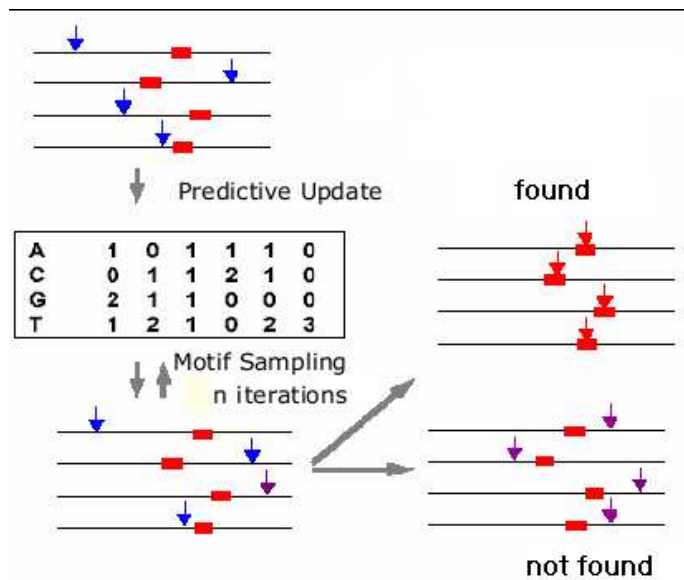 Predictive Update
found
A 1 0 1 1 1 0
C 0 1 1 2 1 0
G 2 1 1 0 0 0
T 1 2 1 0 2 3
Motif Sampling
n iterations
not found